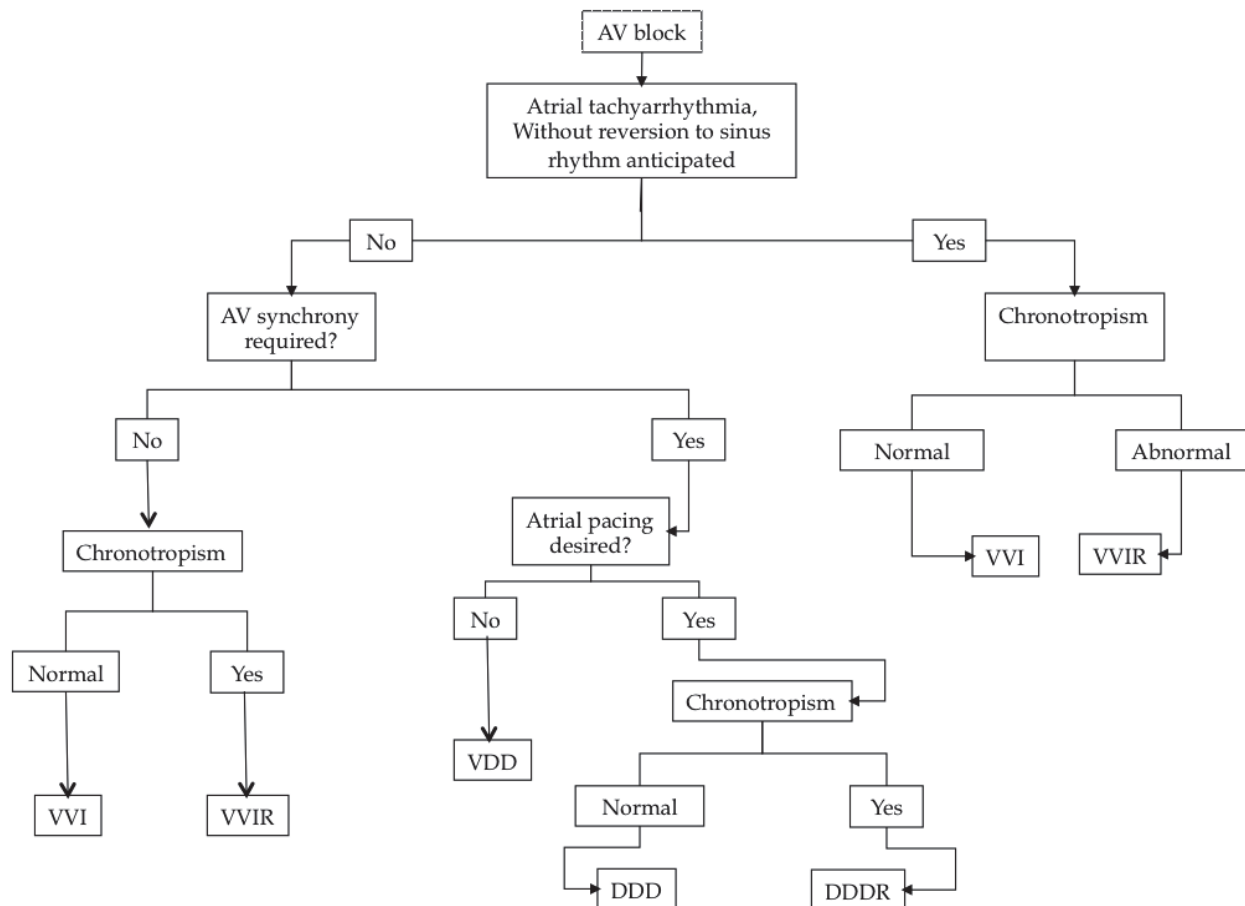 AV block
Atrial tachyarrhythmia,
Without reversion to sinus
rhythm anticipated
No
Yes
AV synchrony
required?
Chronotropism
No
Yes
Normal
Abnormal
Chronotropism
Atrial pacing
desired?
VVI
VVIR
No
Yes
Normal
Yes
Chronotropism
VDD
Normal
Yes
VVI
VVIR
DDD
DDDR